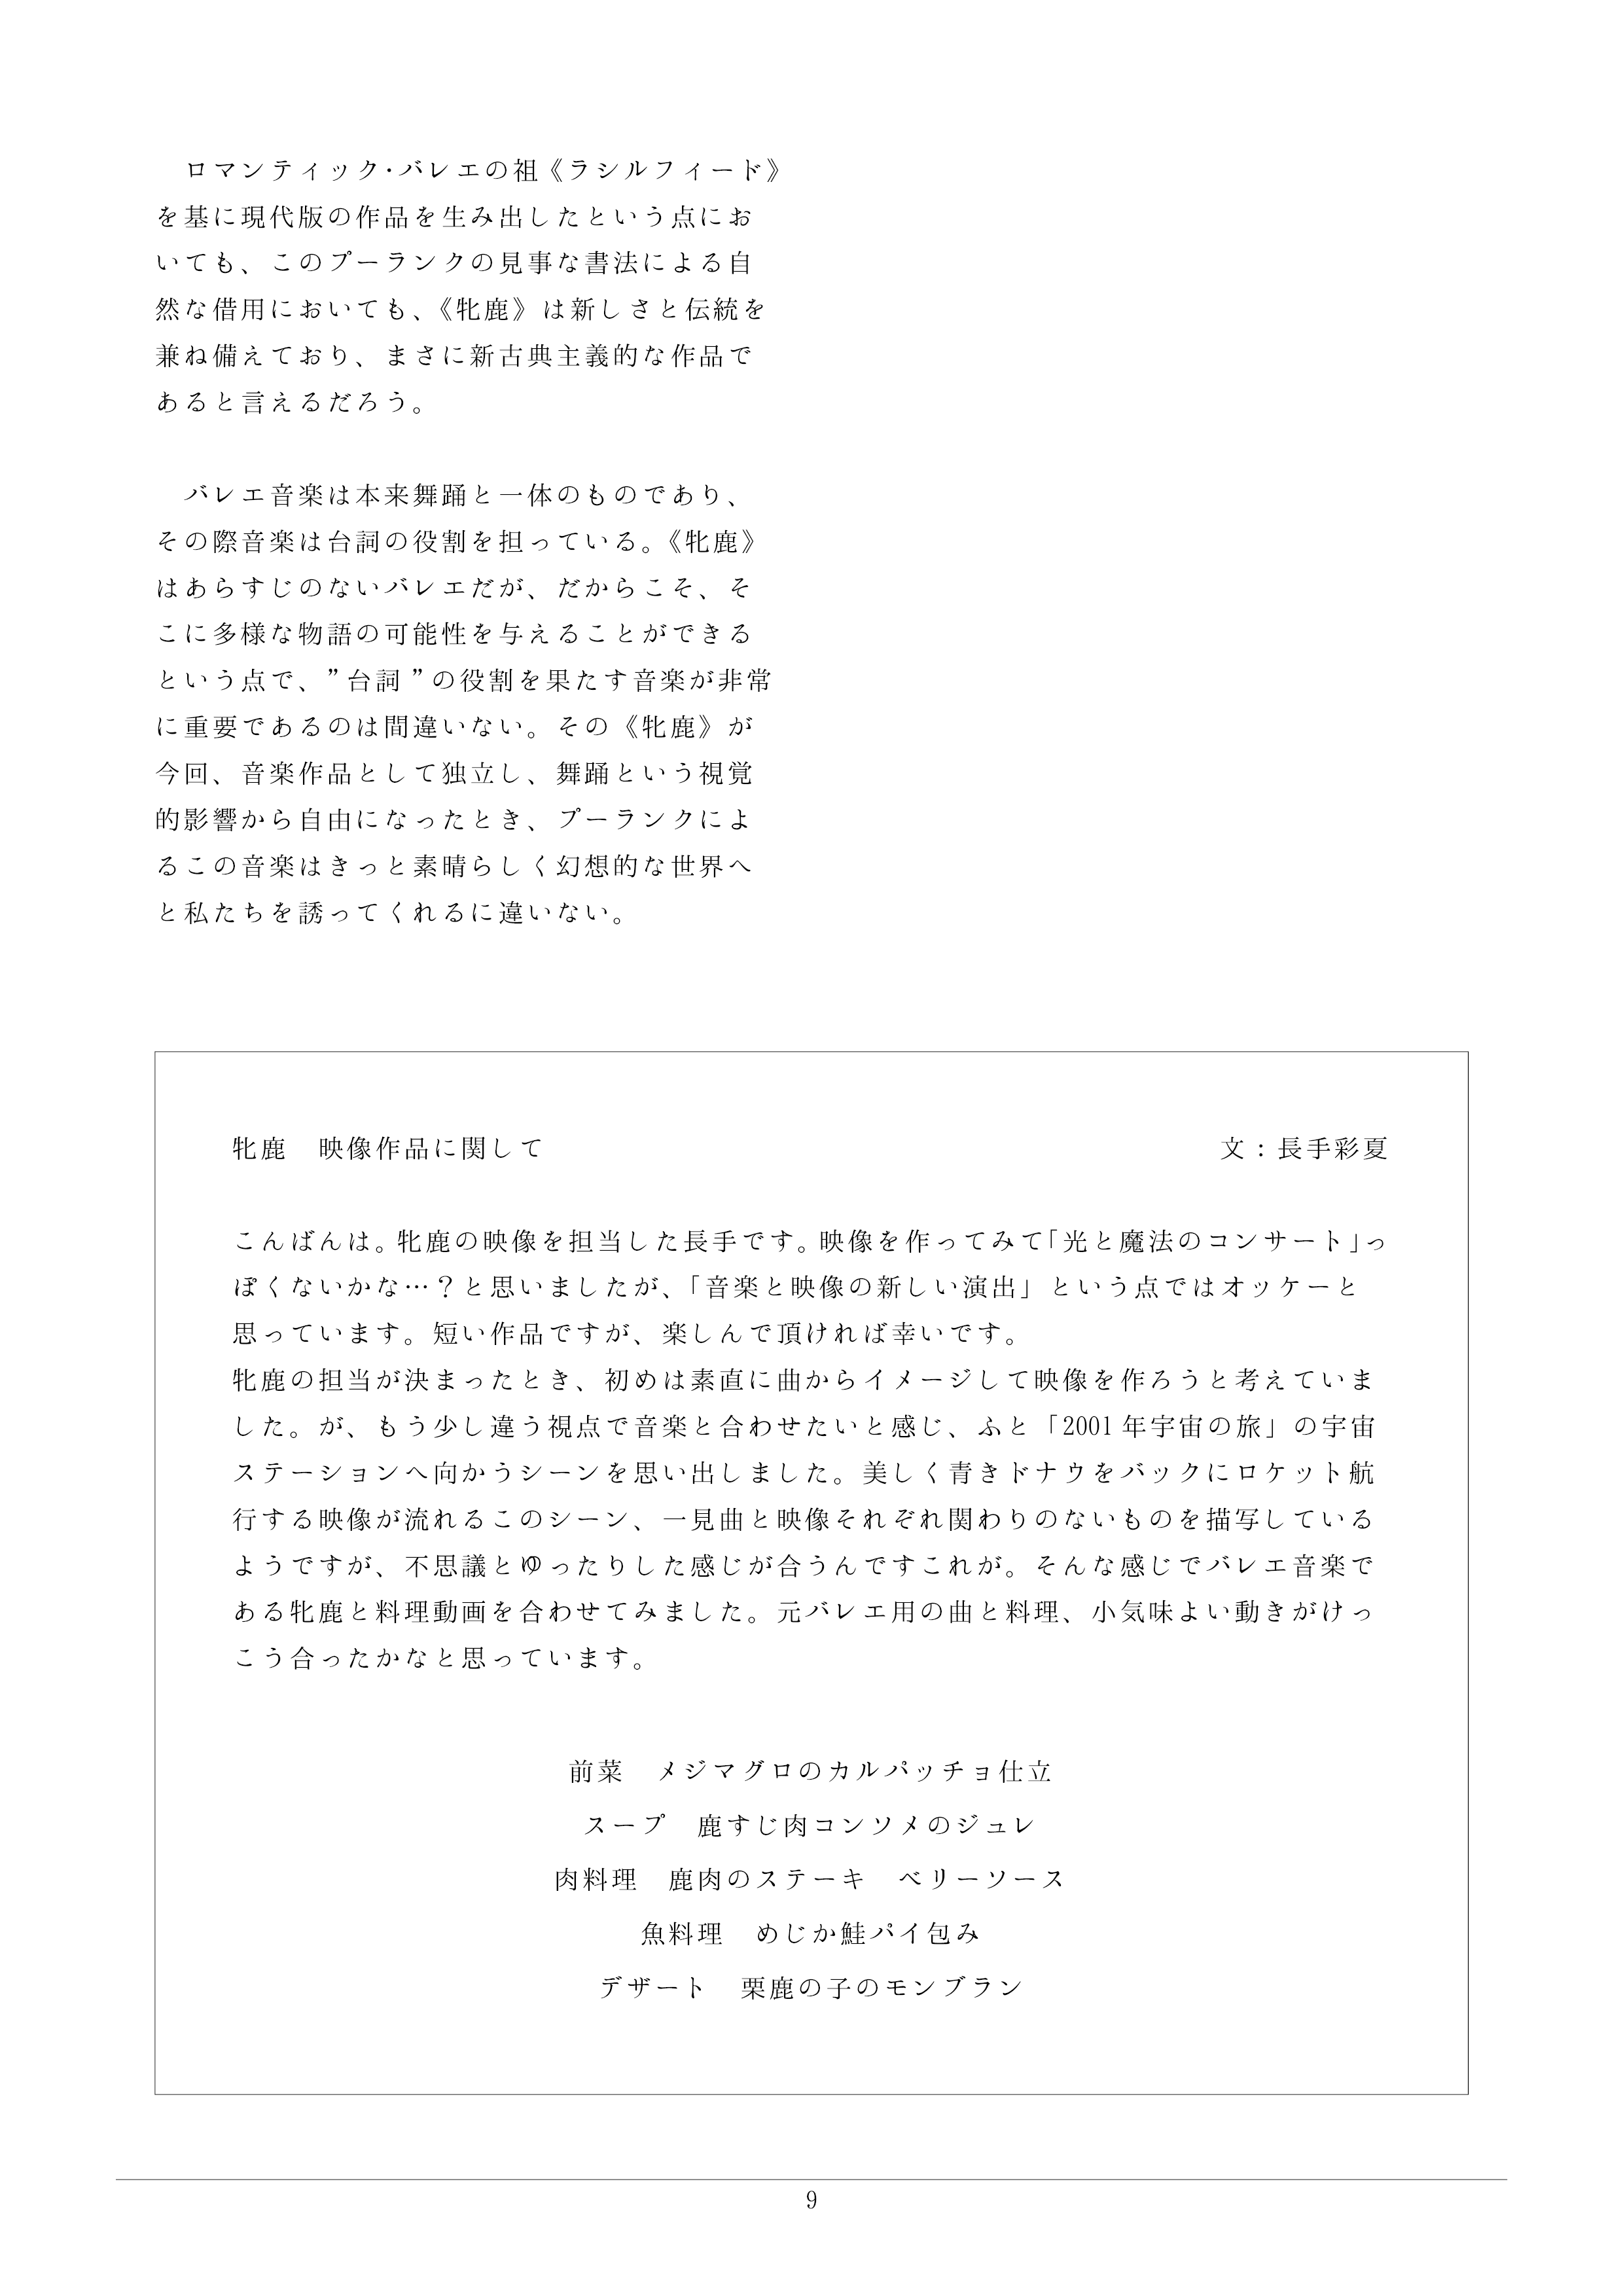 ロマンティック・バレエの祖《ラシルフィード》
を基に現代版の作品を生み出したという点にお
いても、このプーランクの見事な書法による自
然な借用においても、《牝鹿》は新しさと伝統を
兼ね備えており、まさに新古典主義的な作品で
あると言えるだろう。
バレエ音楽は本来舞踊と一体のものであり、
その際音楽は台詞の役割を担っている。《牝鹿》
はあらすじのないバレエだが、だからこそ、そ
こに多様な物語の可能性を与えることができる
という点で、”台詞”の役割を果たす音楽が非常
に重要であるのは間違いない。その《牝鹿》が
今回、音楽作品として独立し、舞踊という視覚
的影響から自由になったとき、プーランクによ
るこの音楽はきっと素晴らしく幻想的な世界へ
と私たちを誘ってくれるに違いない。
牝鹿　映像作品に関して　文：長手彩夏
こんばんは。牝鹿の映像を担当した長手です。映像を作ってみて「光と魔法のコンサート」っ
ぽくないかな…？と思いましたが、「音楽と映像の新しい演出」という点ではオッケーと
思っています。短い作品ですが、楽しんで頂ければ幸いです。
牝鹿の担当が決まったとき、初めは素直に曲からイメージして映像を作ろうと考えていま
した。が、もう少し違う視点で音楽と合わせたいと感じ、ふと「2001年宇宙の旅」の宇宙
ステーションへ向かうシーンを思い出しました。美しく青きドナウをバックにロケット航
行する映像が流れるこのシーン、一見曲と映像それぞれ関わりのないものを描写している
ようですが、不思議とゆったりした感じが合うんですこれが。そんな感じでバレエ音楽で
ある牝鹿と料理動画を合わせてみました。元バレエ用の曲と料理、小気味よい動きがけっ
こう合ったかなと思っています。
前菜　メジマグロのカルパッチョ仕立
スープ　鹿すじ肉コンソメのジュレ
肉料理　鹿肉のステーキ　ベリーソース
魚料理　めじか鮭パイ包み
デザート　栗鹿の子のモンブラン
9